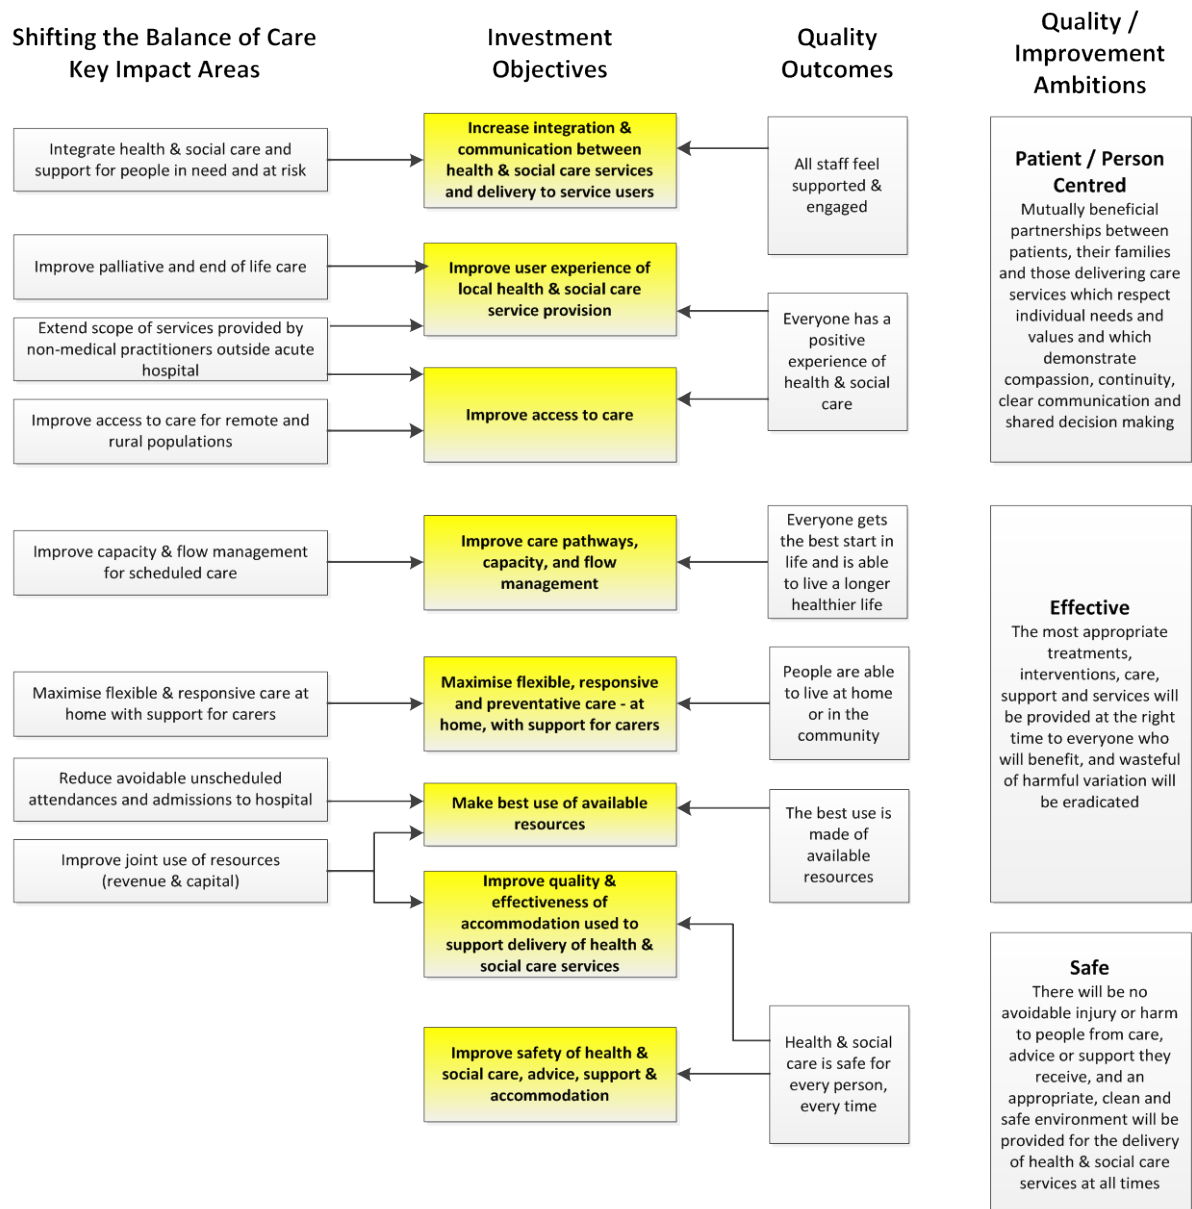 Shifting the Balance of Care
Key Impact Areas
Integrate health & social care and
support for people in need and at risk
Improve palliative and end of life care
Extend scope of services provided by
non-medical practitioners outside acute
hospital
Improve access to care for remote and
rural populations
Improve capacity & flow management
for scheduled care
Maximise flexible & responsive care at
home with support for carers
Reduce avoidable unscheduled
attendances and admissions to hospital
Improve joint use of resources
(revenue & capital)
Investment
Objectives
Increase integration &
communication between
health & social care services
and delivery to service users
Improve user experience of
local health & social care
service provision
Improve access to care
Improve care pathways,
capacity, and flow
management
Maximise flexible, responsive
and preventative care - at
home, with support for carers
Make best use of available
resources
Improve quality &
effectiveness of
accommodation used to
support delivery of health &
social care services
Improve safety of health &
social care, advice, support &
accommodation
Quality
Outcomes
All staff feel
supported &
engaged
Everyone has a
positive
experience of
health & social
care
Everyone gets
the best start in
life and is able
to live a longer
healthier life
People are able
to live at home
or in the
community
The best use is
made of
available
resources
Health & social
care is safe for
every person,
every time
Quality /
Improvement
Ambitions
Patient / Person
Centred
Mutually beneficial
partnerships between
patients, their families
and those delivering care
services which respect
individual needs and
values and which
demonstrate
compassion, continuity,
clear communication and
shared decision making
Effective
The most appropriate
treatments,
interventions, care,
support and services will
be provided at the right
time to everyone who
will benefit, and wasteful
of harmful variation will
be eradicated
Safe
There will be no
avoidable injury or harm
to people from care,
advice or support they
receive, and an
appropriate, clean and
safe environment will be
provided for the delivery
of health & social care
services at all times